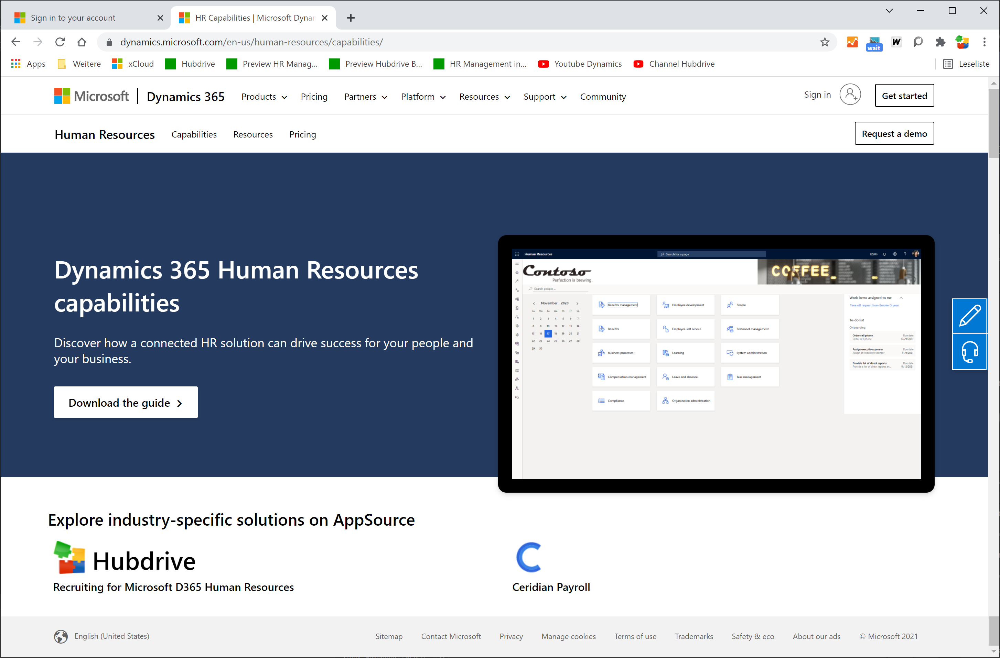 Sign in to your account
HR Capabilities | Microsoft Dynan
dynamics.microsoft.com/en-us/human-resources/capabilities/
wait
W
Apps
Weitere
xCloud
Hubdrive
Preview HR Manag...
Preview Hubdrive B...
HR Management in...
Youtube Dynamics
Channel Hubdrive
Leseliste
Microsoft
Dynamics 365
Products
Pricing
Partners
Platform
Resources
Support
Community
Sign in
Get started
Human Resources
Capabilities
Resources
Pricing
Request a demo
Dynamics 365 Human Resources
capabilities
Discover how a connected HR solution can drive success for your people and
your business.
Download the guide
Human Resources
Search for a page
USMF
?
Contoso
Perfection is brewing.
COFFEE_ _
Search people ...
November 2020
Su Mo Tu We Th Fr Sa
1 2 3 4 5 6 7
8 9 10 11 12 13 14
15 16 17 18 19 20 21
22 23 24 25 26 27 28
29 30
Benefits management
Employee development
People
Benefits
Employee self service
Personnel management
Business processes
Learning
System administration
Compensation management
Leave and absence
Task management
Compliance
Organization administration
Work items assigned to me
Time off request from Brooke Drynan
To-do list
Onboarding
Order cell phone Due date
Order cell phone 10/29/2021
Assign executive sponsor Due date
Assign an executive sponsor 11/9/2021
Provide list of direct reports Due date
Provide a list of direct reports an... 11/12/2021
Explore industry-specific solutions on AppSource
Hubdrive
Recruiting for Microsoft D365 Human Resources
Ceridian Payroll
English (United States)
Sitemap
Contact Microsoft
Privacy
Manage cookies
Terms of use
Trademarks
Safety & eco
About our ads
© Microsoft 2021